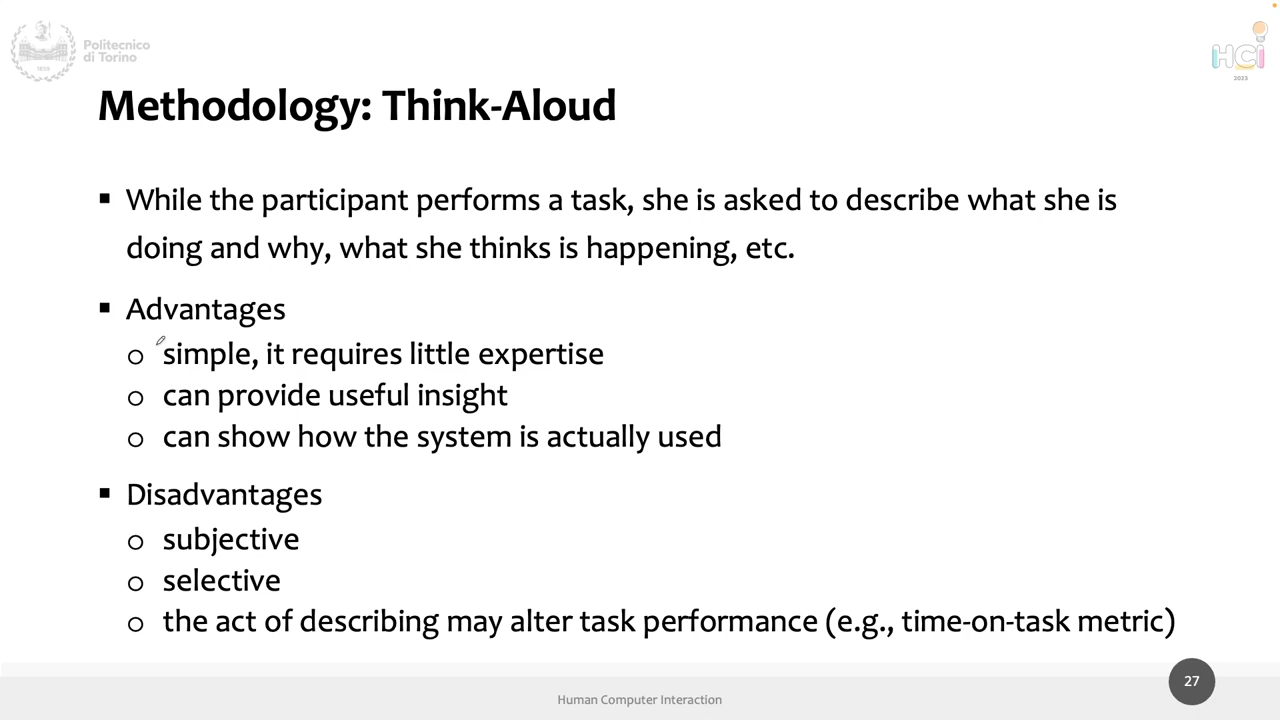 Politecnico
di Torino
1859
HCI
2023
Methodology: Think-Aloud
▪ While the participant performs a task, she is asked to describe what she is
doing and why, what she thinks is happening, etc.
▪ Advantages
o simple, it requires little expertise
o can provide useful insight
o can show how the system is actually used
▪ Disadvantages
o subjective
o selective
o the act of describing may alter task performance (e.g., time-on-task metric)
27
Human Computer Interaction